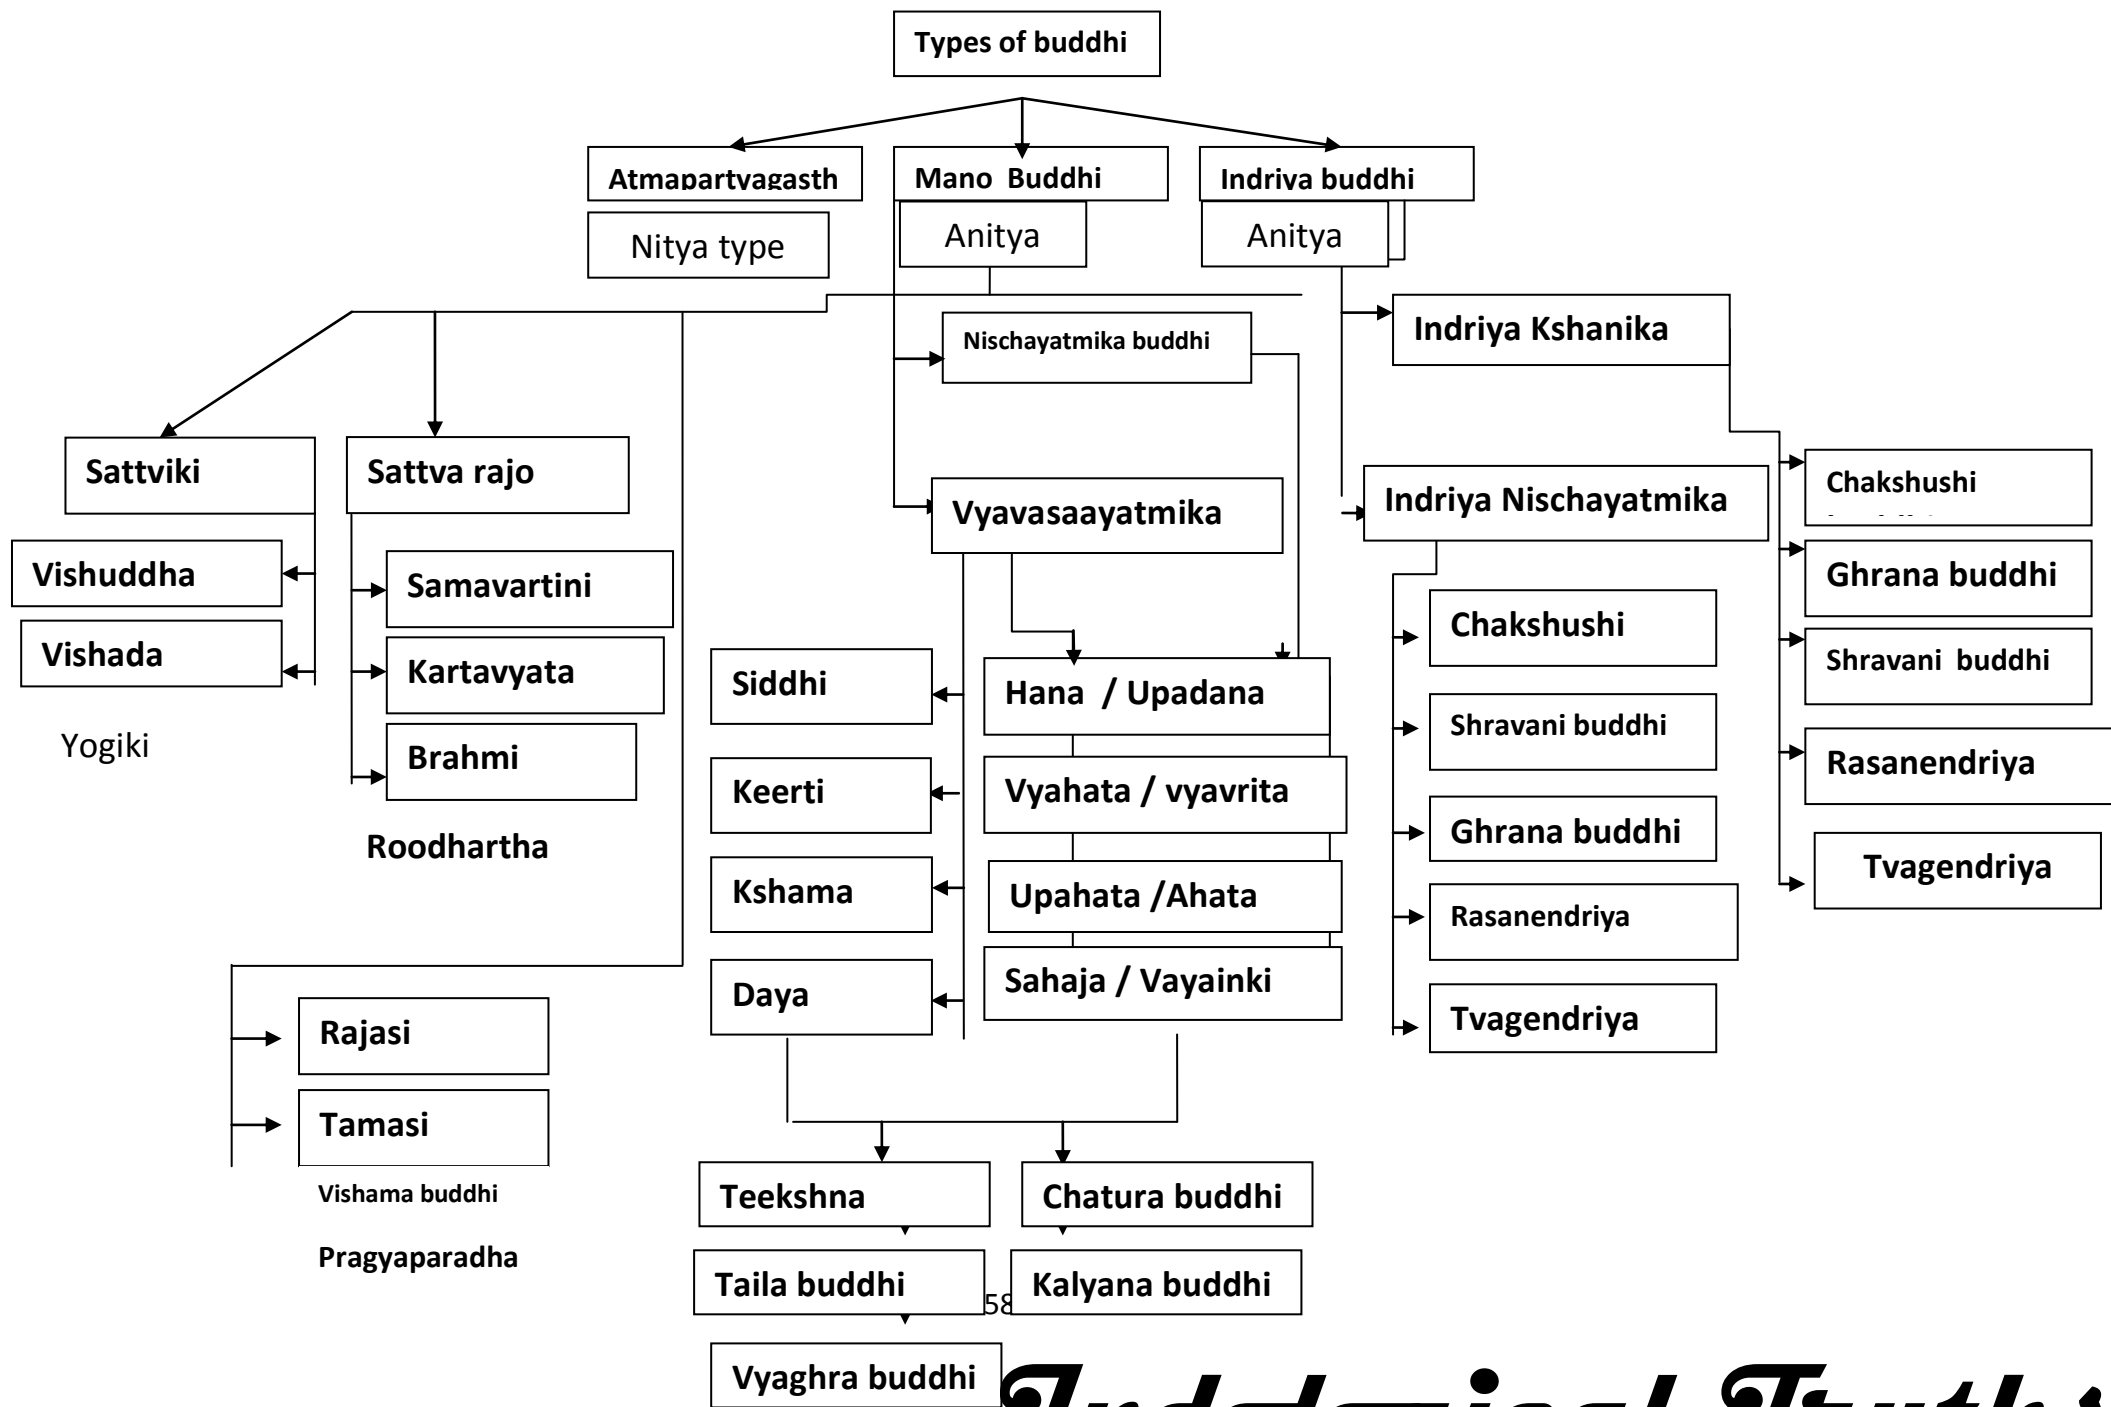 Types of buddhi
Atmapartyagasth
Mano Buddhi
Indriya buddhi
Nitya type
Anitya
Anitya
Nischayatmika buddhi
Indriya Kshanika
Sattviki
Sattva rajo
Vyavasaayatmika
Indriya Nischayatmika
Chakshushi
Vishuddha
Vishada
Yogiki
Samavartini
Kartavyata
Brahmi
Roodhartha
Siddhi
Keerti
Kshama
Daya
Hana / Upadana
Vyahata / vyavrita
Upahata /Ahata
Sahaja / Vayainki
Chakshushi
Shravani buddhi
Ghrana buddhi
Rasanendriya
Tvagendriya
Ghrana buddhi
Shravani buddhi
Rasanendriya
Tvagendriya
Rajasi
Tamasi
Vishama buddhi
Pragyaparadha
Teekshna
Chatura buddhi
Taila buddhi
Kalyana buddhi
58
Vyaghra buddhi